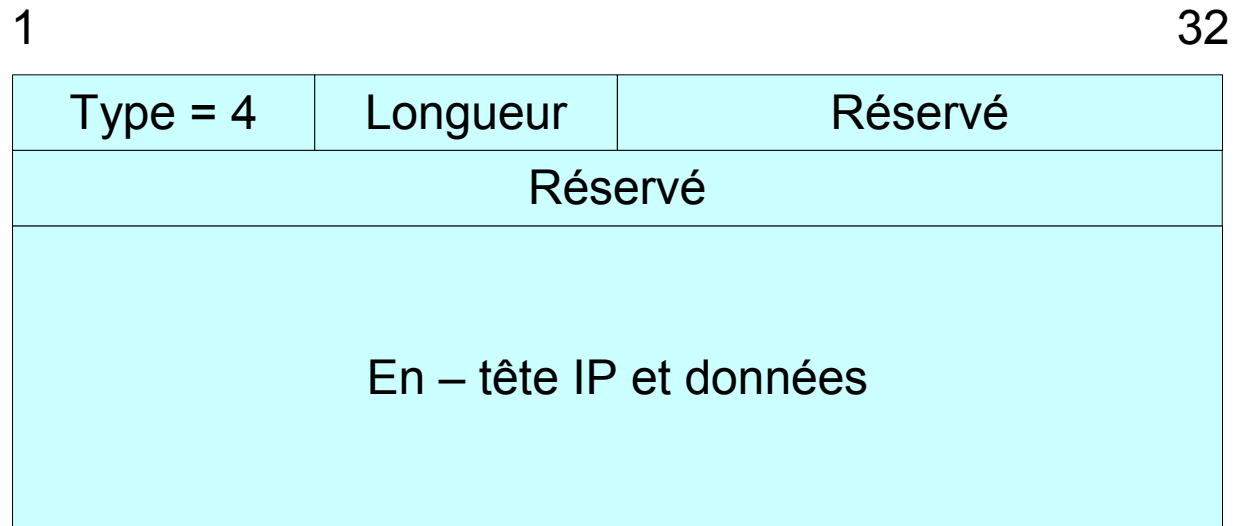 1 32
Type = 4 Longueur Réservé
Réservé
En – tête IP et données